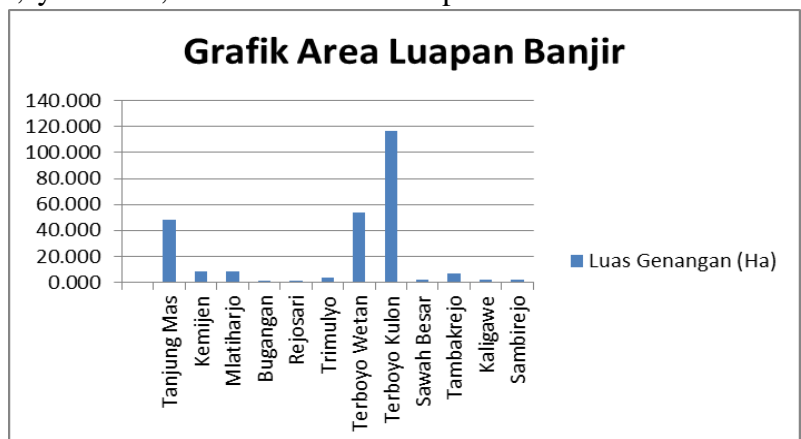 Grafik Area Luapan Banjir
140.000
120.000
100.000
80.000
60.000
40.000
20.000
0.000
Tanjung Mas
Kemijen
Mlatiharjo
Bugangan
Rejosari
Trimulyo
Terboyo Wetan
Terboyo Kulon
Sawah Besar
Tambakrejo
Kaligawe
Sambirejo
Luas Genangan (Ha)